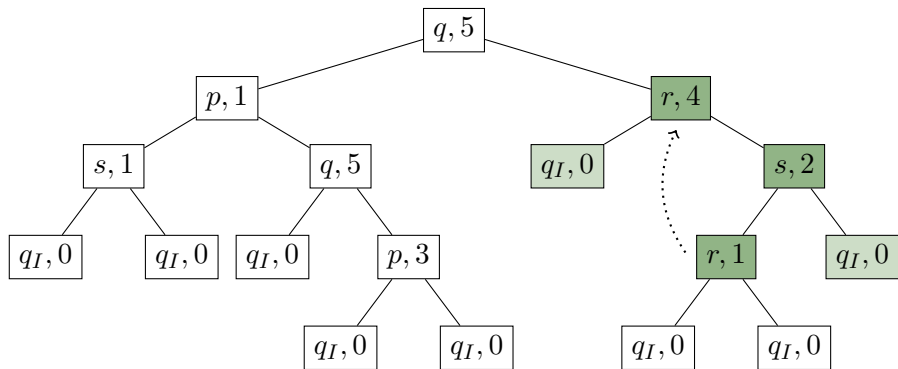 q, 5
p, 1 r, 4
s, 1 q, 5 q_I, 0 s, 2
q_I, 0 q_I, 0 q_I, 0 p, 3 r, 1 q_I, 0
q_I, 0 q_I, 0 q_I, 0 q_I, 0